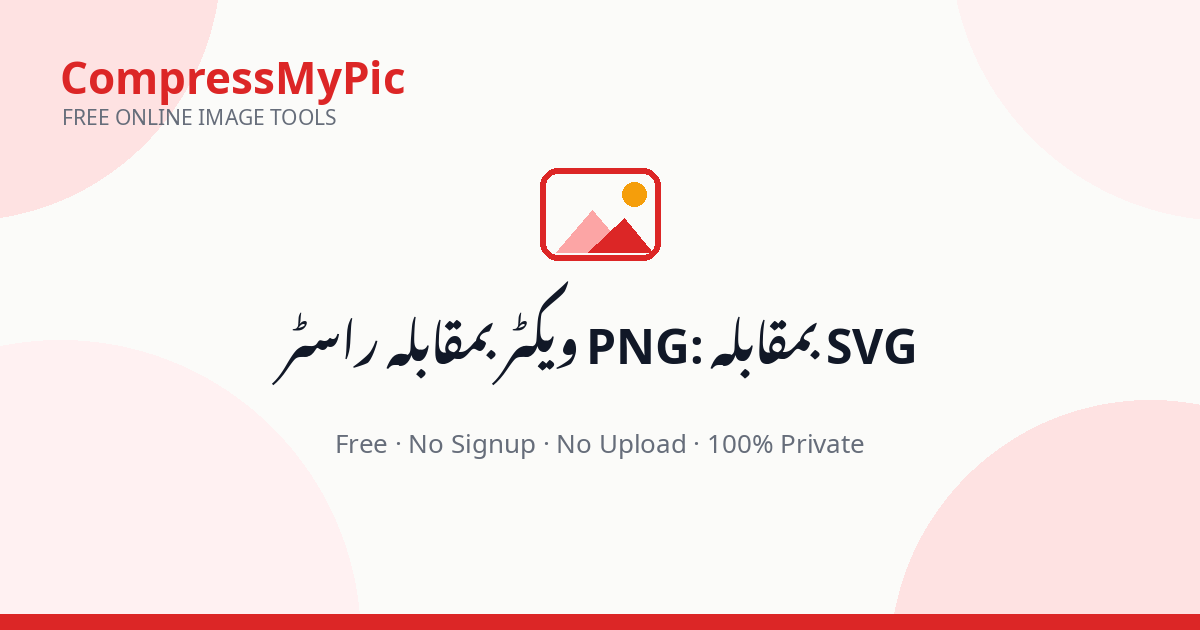 CompressMyPic
FREE ONLINE IMAGE TOOLS
SVG بمقابلہ PNG: ویکٹر بمقابلہ راسٹر
Free · No Signup · No Upload · 100% Private